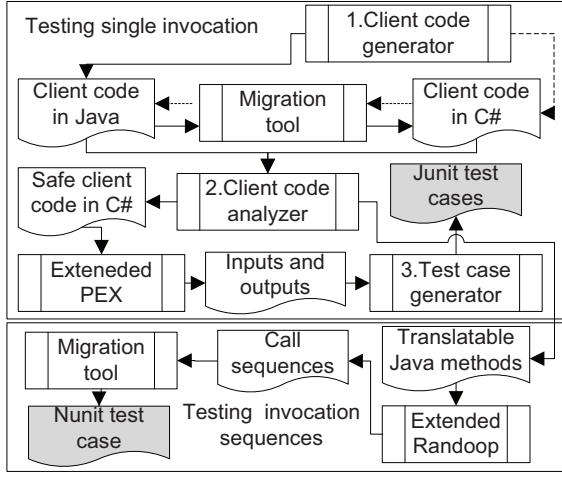 Testing single invocation
1.Client code
generator
Client code
in Java
Migration
tool
Client code
in C#
Safe client
code in C#
2.Client code
analyzer
Junit test
cases
Exteneded
PEX
Inputs and
outputs
3.Test case
generator
Migration
tool
Call
sequences
Translatable
Java methods
Nunit test
case
Testing invocation
sequences
Extended
Randoop